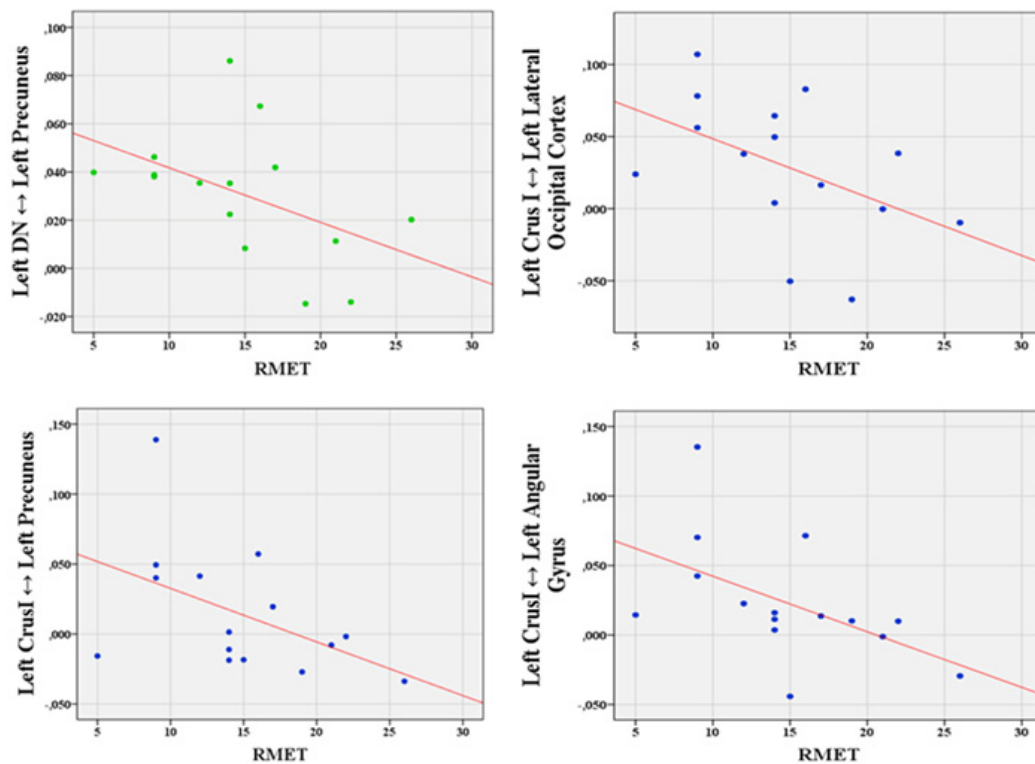 Left DN ↔ Left Precuneus
,100
,080
,060
,040
,020
,000
-,020
5 10 15 20 25 30
RMET
Left Crus I ↔ Left Lateral
Occipital Cortex
,100
,050
,000
-,050
5 10 15 20 25 30
RMET
Left CrusI ↔ Left Precuneus
,150
,100
,050
,000
-,050
5 10 15 20 25 30
RMET
Left CrusI ↔ Left Angular
Gyrus
,150
,100
,050
,000
-,050
5 10 15 20 25 30
RMET